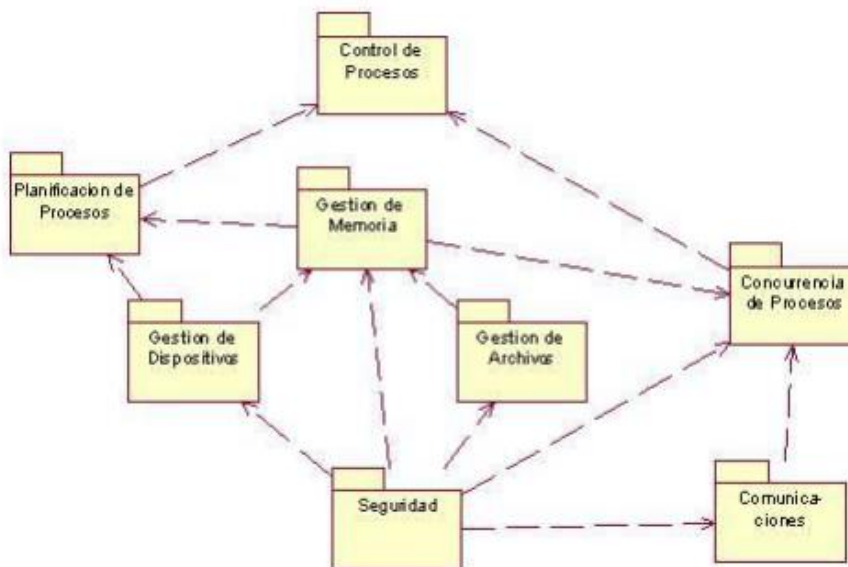 Control de
Procesos
Planificacion de
Procesos
Gestion de
Memoria
Concurrencia
de Procesos
Gestion de
Dispositivos
Gestion de
Archivos
Seguridad
Comunica-
ciones